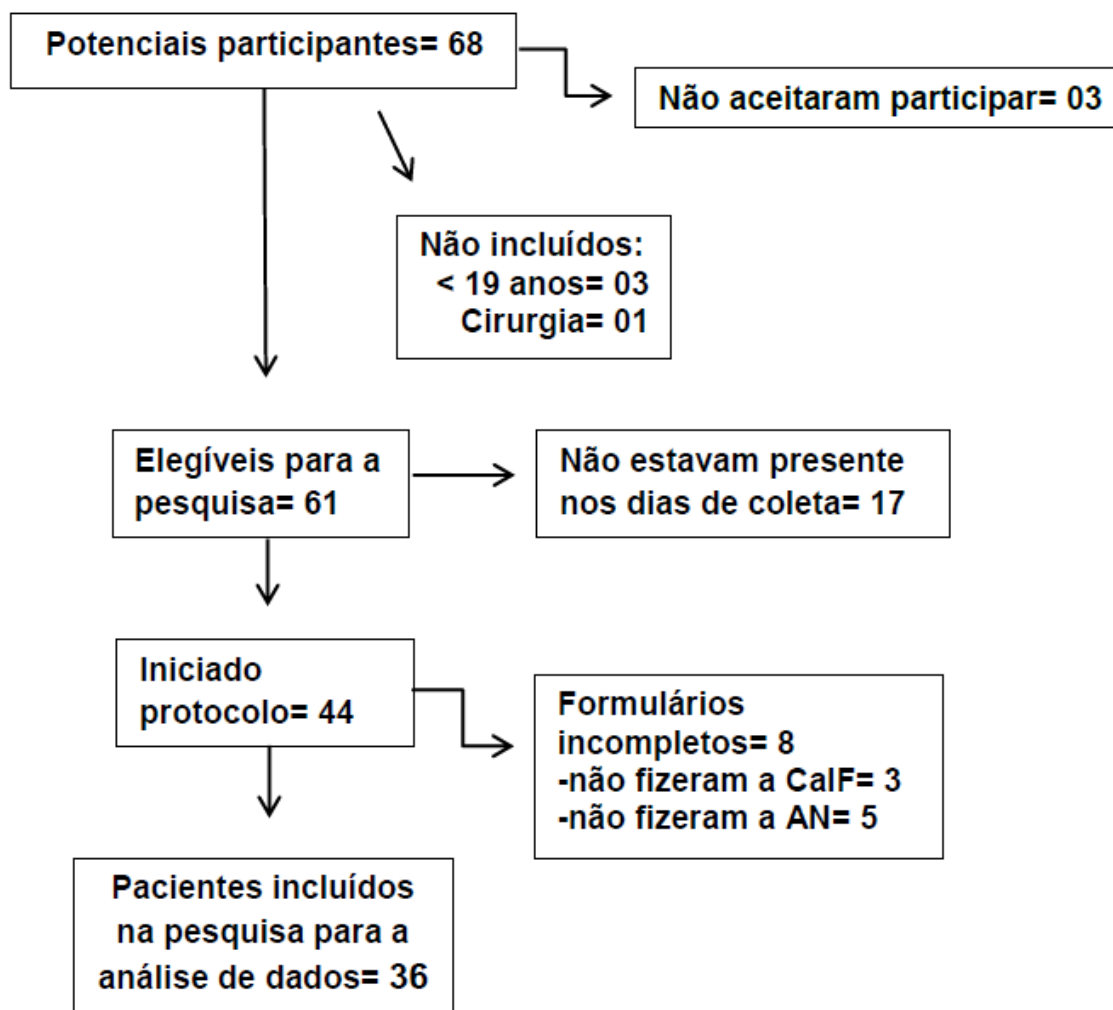 Potenciais participantes= 68
Não aceitaram participar= 03
Não incluídos:
< 19 anos= 03
Cirurgia= 01
Elegíveis para a
pesquisa= 61
Não estavam presente
nos dias de coleta= 17
Iniciado
protocolo= 44
Formulários
incompletos= 8
-não fizeram a CalF= 3
-não fizeram a AN= 5
Pacientes incluídos
na pesquisa para a
análise de dados= 36